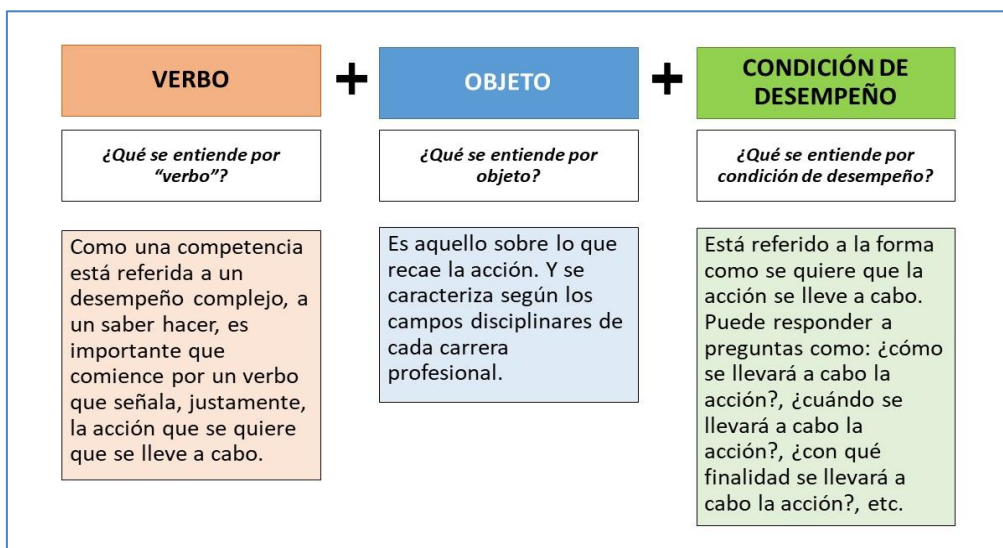 VERBO
+
OBJETO
+
CONDICIÓN DE
DESEMPEÑO
¿Qué se entiende por
“verbo”?
¿Qué se entiende por
objeto?
¿Qué se entiende por
condición de desempeño?
Como una competencia
está referida a un
desempeño complejo, a
un saber hacer, es
importante que
comience por un verbo
que señala, justamente,
la acción que se quiere
que se lleve a cabo.
Es aquello sobre lo que
recae la acción. Y se
caracteriza según los
campos disciplinares de
cada carrera
profesional.
Está referido a la forma
como se quiere que la
acción se lleve a cabo.
Puede responder a
preguntas como: ¿cómo
se llevará a cabo la
acción?, ¿cuándo se
llevará a cabo la
acción?, ¿con qué
finalidad se llevará a
cabo la acción?, etc.